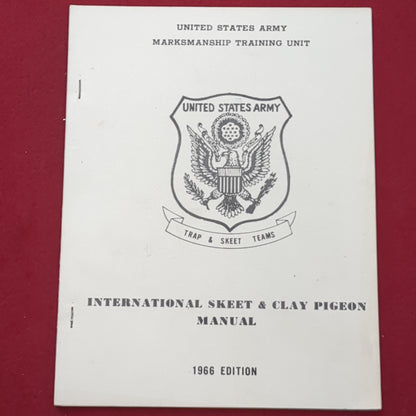 UNITED STATES ARMY
MARKSMANSHIP TRAINING UNIT
UNITED STATES ARMY
TRAP & SKEET TEAMS
INTERNATIONAL SKEET & CLAY PIGEON
MANUAL
1966 EDITION